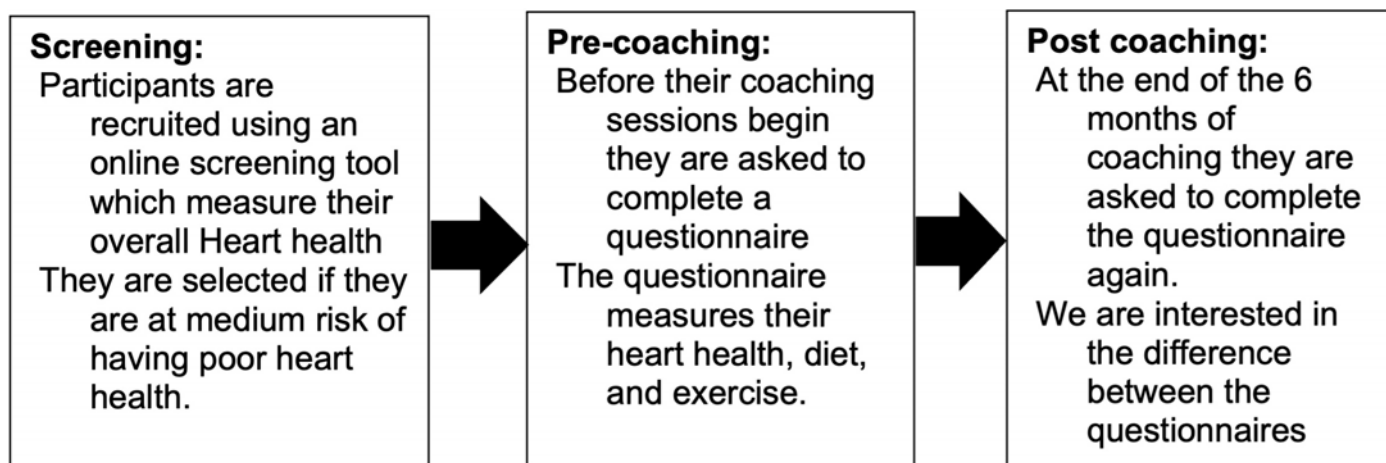 Screening:
Participants are
recruited using an
online screening tool
which measure their
overall Heart health
They are selected if they
are at medium risk of
having poor heart
health.
Pre-coaching:
Before their coaching
sessions begin
they are asked to
complete a
questionnaire
The questionnaire
measures their
heart health, diet,
and exercise.
Post coaching:
At the end of the 6
months of
coaching they are
asked to complete
the questionnaire
again.
We are interested in
the difference
between the
questionnaires